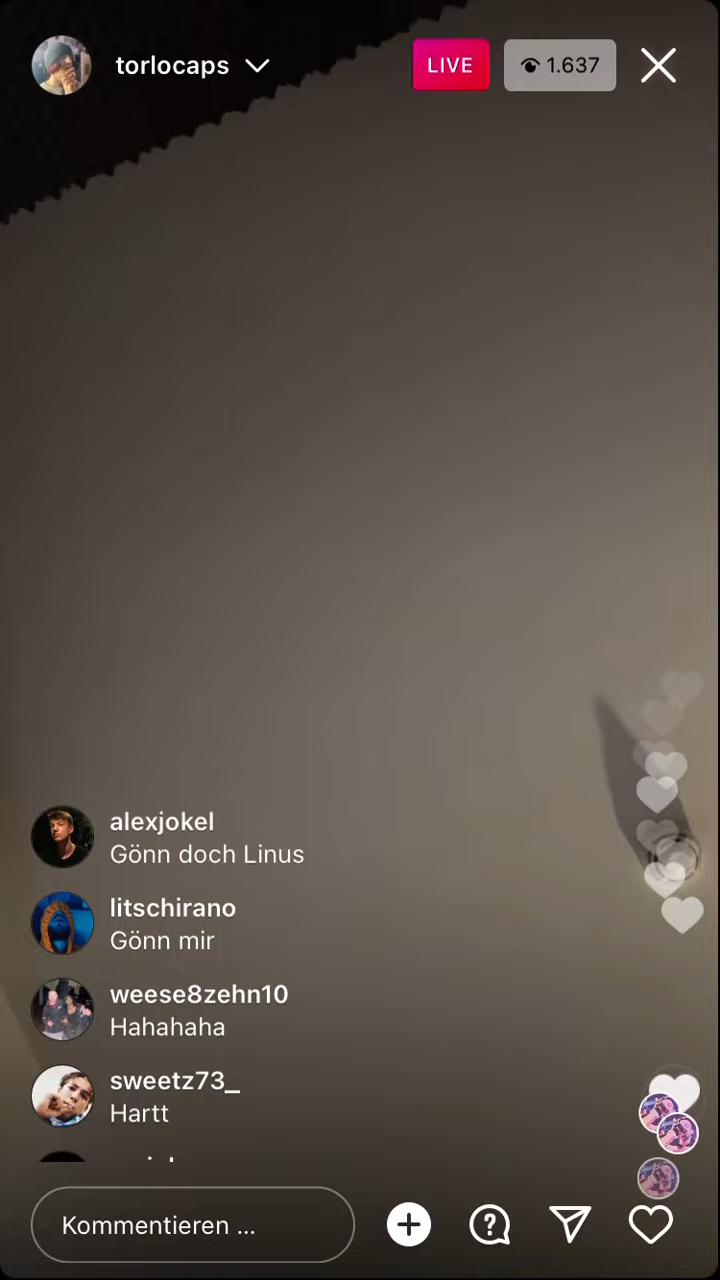 torlocaps
LIVE
1.637
alexjokel
Gönn doch Linus
litschirano
Gönn mir
weese8zehn10
Hahahaha
sweetz73_
Hartt
Kommentieren ...